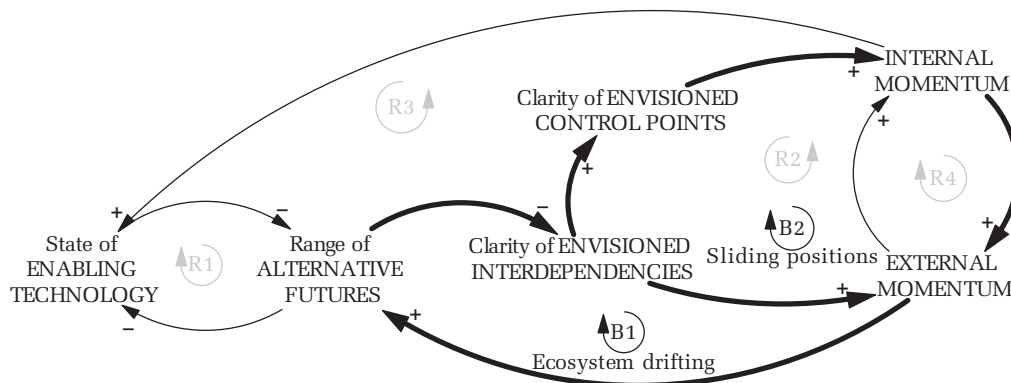 R3
INTERNAL
MOMENTUM
+
Clarity of ENVISIONED
CONTROL POINTS
+
R2
R4
+
+
–
–
+
State of
ENABLING
TECHNOLOGY
R1
Range of
ALTERNATIVE
FUTURES
Clarity of ENVISIONED
INTERDEPENDENCIES
B2
Sliding positions
EXTERNAL
MOMENTUM
+
+
–
B1
Ecosystem drifting